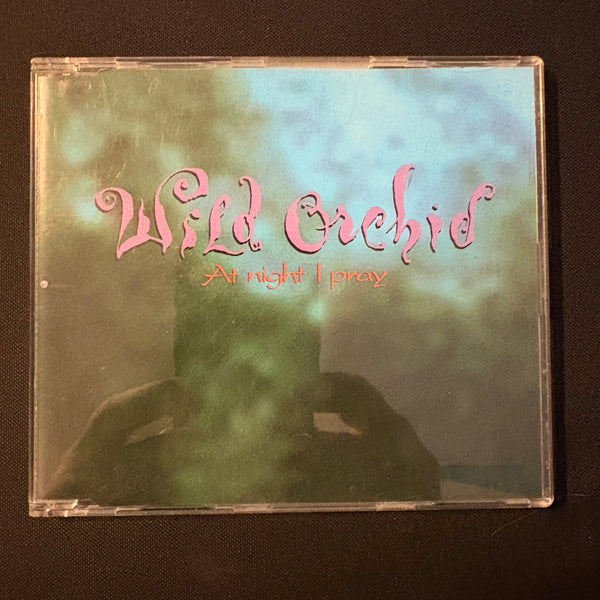 Wild Orchid
At night I pray